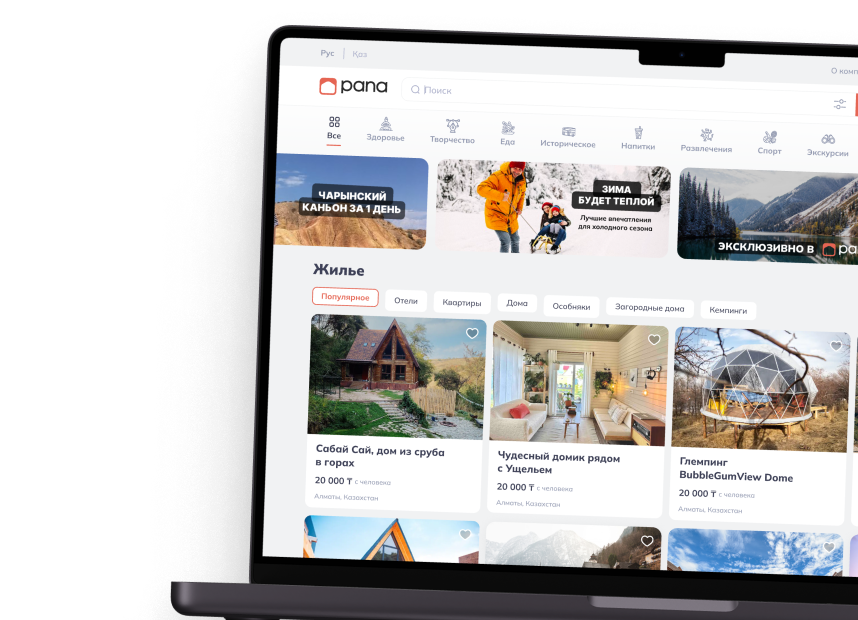 Рус
Қаз
О комп
pana
Поиск
Все
Здоровье
Творчество
Еда
Историческое
Напитки
Развлечения
Спорт
Экскурсии
ЧАРЫНСКИЙ
КАНЬОН ЗА 1 ДЕНЬ
ЗИМА
БУДЕТ ТЕПЛОЙ
Лучшие впечатления
для холодного сезона
ЭКСКЛЮЗИВНО В
pa
Жилье
Популярное
Отели
Квартиры
Дома
Особняки
Загородные дома
Кемпинги
Сабай Сай, дом из сруба
в горах
20 000 ₸ с человека
Алматы, Казахстан
Чудесный домик рядом
с Ущельем
20 000 ₸ с человека
Алматы, Казахстан
Глемпинг
BubbleGumView Dome
20 000 ₸ с человека
Алматы, Казахстан